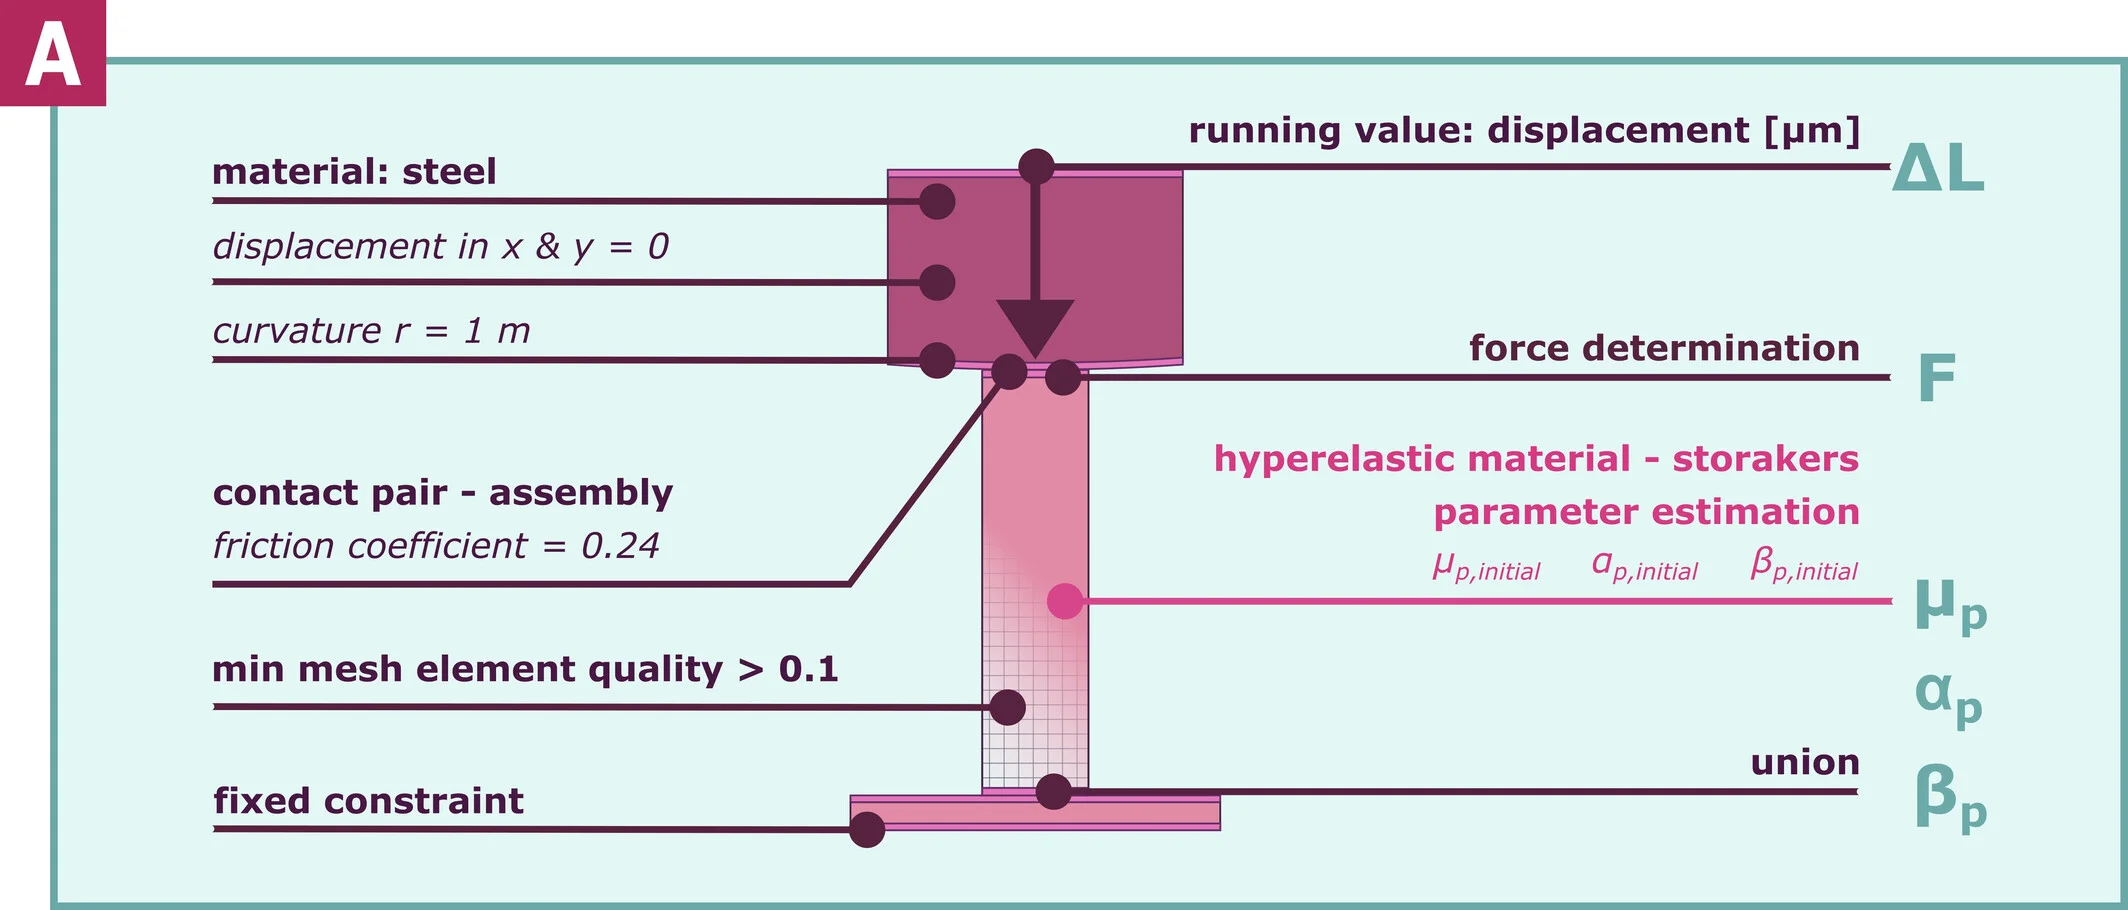 A
material: steel
displacement in x & y = 0
curvature r = 1 m
contact pair - assembly
friction coefficient = 0.24
min mesh element quality > 0.1
fixed constraint
running value: displacement [µm]
ΔL
force determination
F
hyperelastic material - storakers
parameter estimation
µp,initial αp,initial βp,initial
µp
αp
union
βp